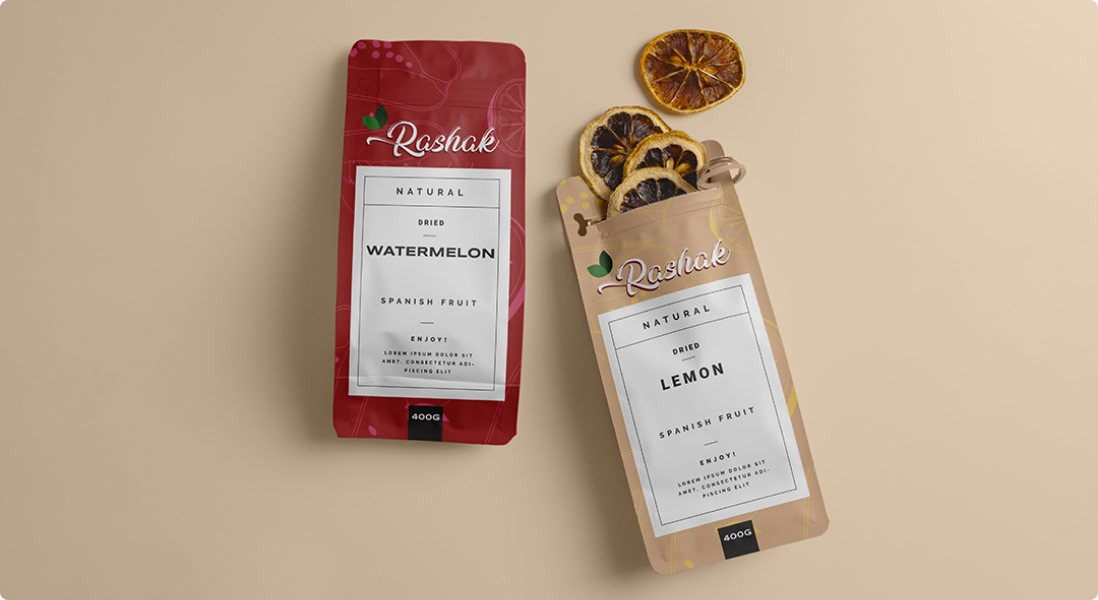 Rashak
NATURAL
DRIED
WATERMELON
SPANISH FRUIT
ENJOY!
LOREM IPSUM DOLOR SIT
AMET, CONSECTETUR ADI-
PISCING ELIT
400G
Rashak
NATURAL
DRIED
LEMON
SPANISH FRUIT
ENJOY!
LOREM IPSUM DOLOR SIT
AMET, CONSECTETUR ADI-
PISCING ELIT
400G